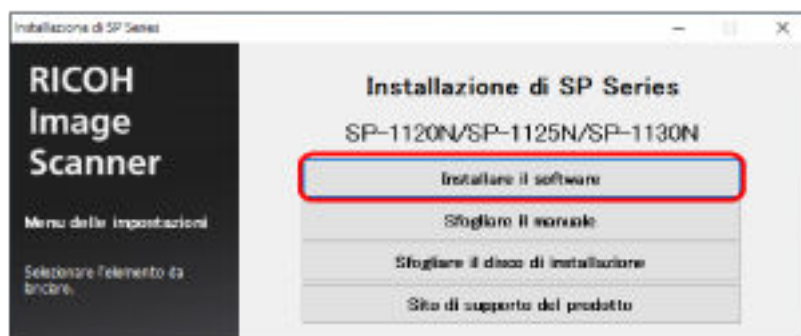 Installazione di SP Series
RICOH
Image
Scanner
Menu delle impostazioni
Selezionare l'elemento da
lanciare.
Installazione di SP Series
SP-1120N/SP-1125N/SP-1130N
Installare il software
Sfogliare il manuale
Sfogliare il disco di installazione
Sito di supporto del prodotto